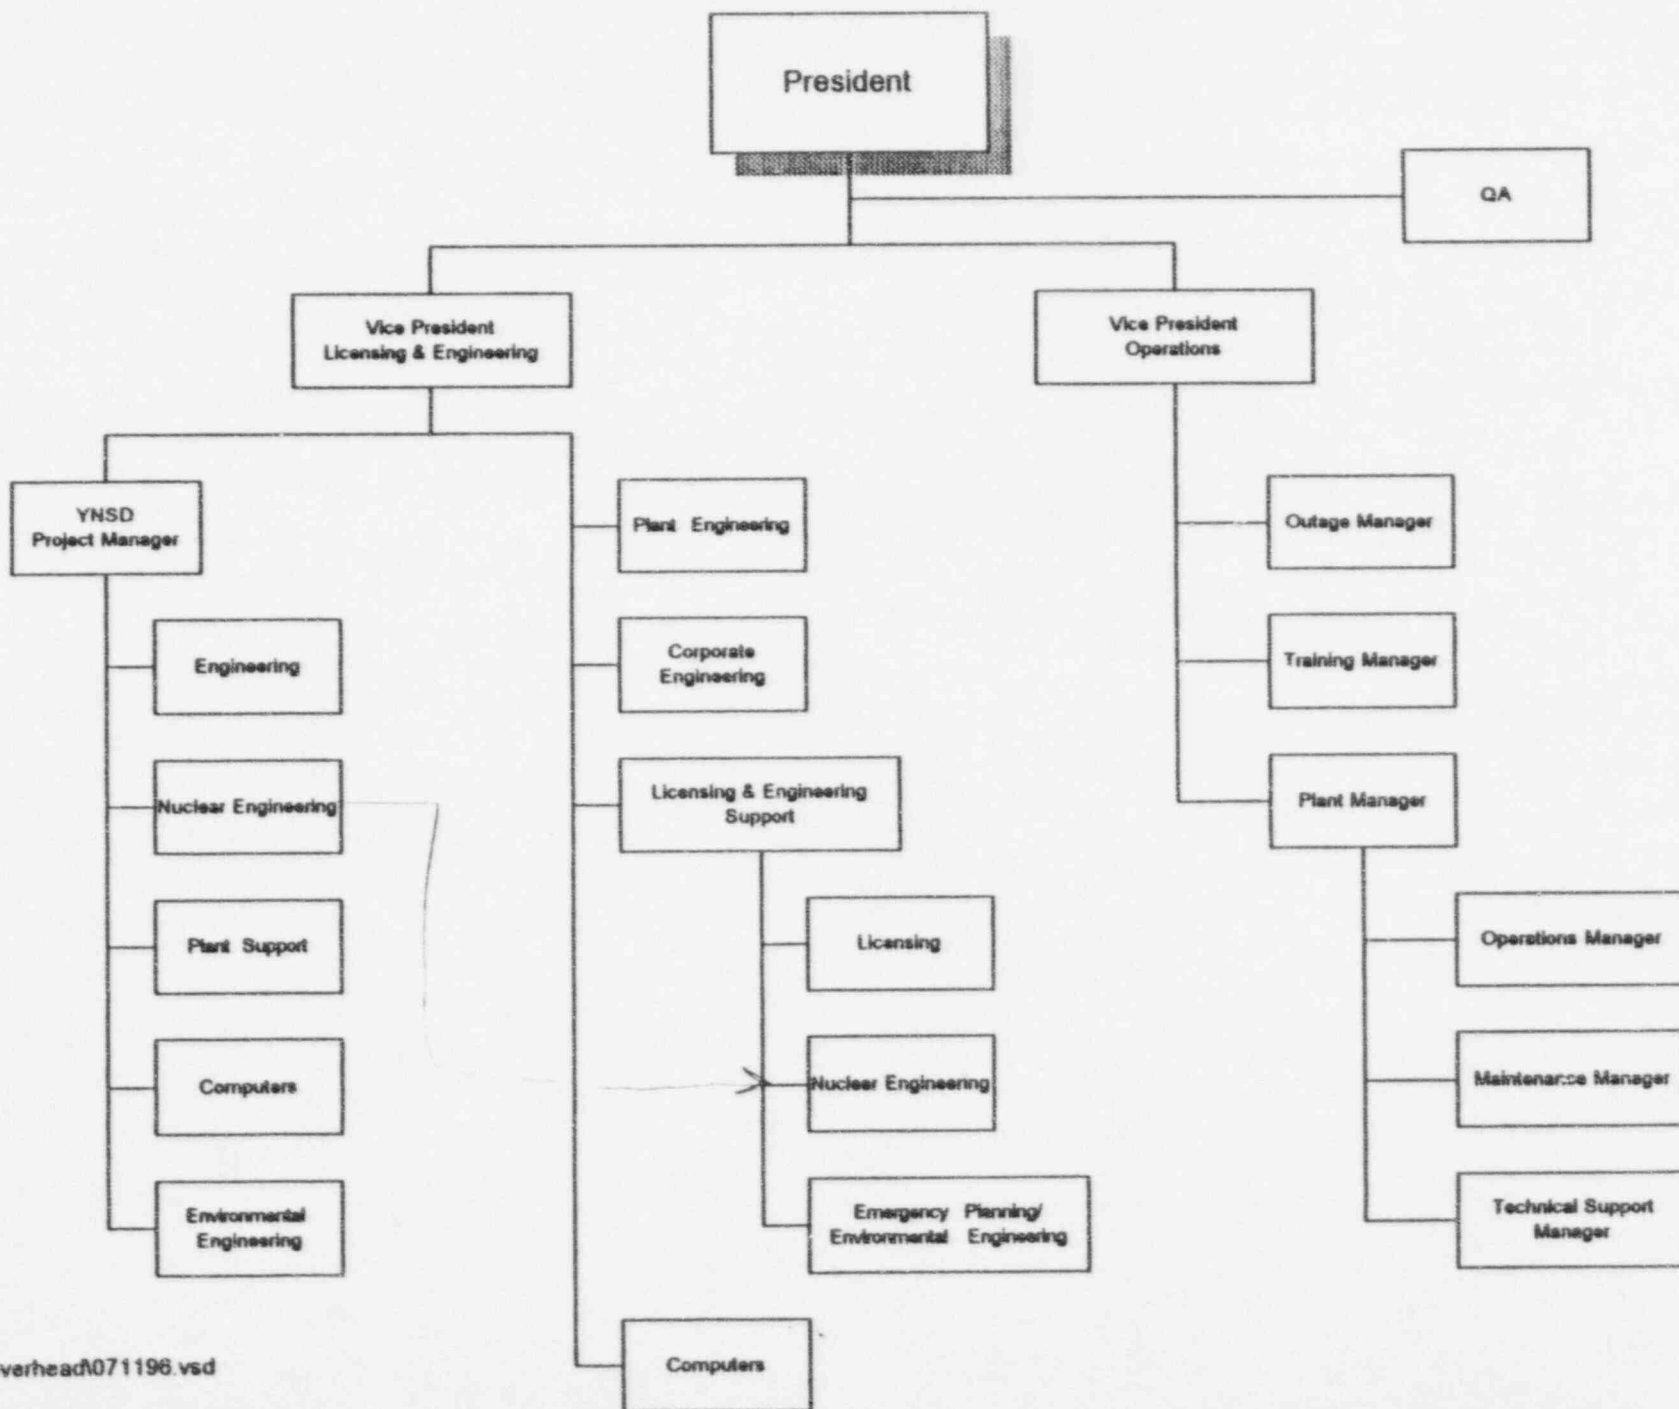 President
QA
Vice President
Licensing & Engineering
Vice President
Operations
YNSD
Project Manager
Engineering
Nuclear Engineering
Plant Support
Computers
Environmental
Engineering
Plant Engineering
Corporate
Engineering
Licensing & Engineering
Support
Licensing
Nuclear Engineering
Emergency Planning/
Environmental Engineering
Computers
Outage Manager
Training Manager
Plant Manager
Operations Manager
Maintenance Manager
Technical Support
Manager
verhead\071196.vsd